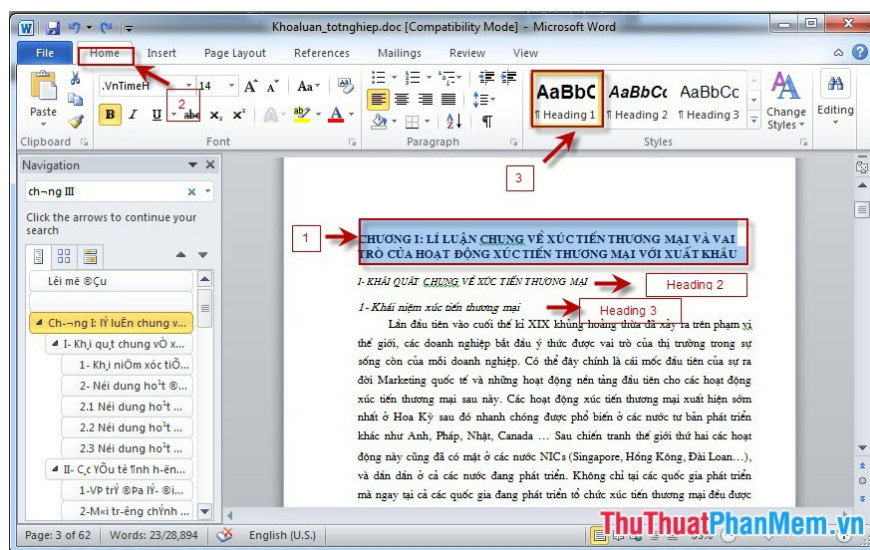 Khoaluan_totnghiep.doc [Compatibility Mode] - Microsoft Word
File Home Insert Page Layout References Mailings Review View
.VnTimeH 14
Paste
2
AaBbC AaBbCc AaBbCc
¶ Heading 1 ¶ Heading 2 ¶ Heading 3
Change Styles
Editing
Clipboard Font Paragraph Styles
3
Navigation
ch­¬ng III
Click the arrows to continue your
search
Lêi më ®Çu
Ch­-¬ng I: lý luËn chung v...
I- Kh¸i qu¸t chung vÒ x...
1- Kh¸i niÖm xóc tiÕ...
2- Néi dung ho¹t ®...
2.1 Néi dung ho¹t ...
2.2 Néi dung ho¹t ...
2.3 Néi dung ho¹t ...
1
CHƯƠNG I: LÍ LUẬN CHUNG VỀ XÚC TIẾN THƯƠNG MẠI VÀ VAI
TRÒ CỦA HOẠT ĐỘNG XÚC TIẾN THƯƠNG MẠI VỚI XUẤT KHẨU
I- KHÁI QUÁT CHUNG VỀ XÚC TIẾN THƯƠNG MẠI
Heading 2
1- Khái niệm xúc tiến thương mại
Heading 3
Lần đầu tiên vào cuối thế kỉ XIX khủng hoảng thừa đã xảy ra trên phạm vi
thế giới, các doanh nghiệp bắt đầu ý thức được vai trò của thị trường trong sự
sống còn của mỗi doanh nghiệp. Có thể đây chính là cái mốc đầu tiên của sự ra
đời Marketing quốc tế và những hoạt động nền tảng đầu tiên cho các hoạt động
xúc tiến thương mại sau này. Các hoạt động xúc tiến thương mại xuất hiện sớm
nhất ở Hoa Kỳ sau đó nhanh chóng được phổ biến ở các nước tư bản phát triển
khác như Anh, Pháp, Nhật, Canada … Sau chiến tranh thế giới thứ hai các hoạt
động này cũng đã có mặt ở các nước NICs (Singapore, Hồng Kông, Đài Loan…),
và dần dần ở cả các nước đang phát triển. Không chỉ tại các quốc gia phát triển
mà ngay tại cả các quốc gia đang phát triển tổ chức xúc tiến thương mại đều được
Page: 3 of 62 Words: 23/28,894 English (U.S.)
ThuThuatPhanMem.vn